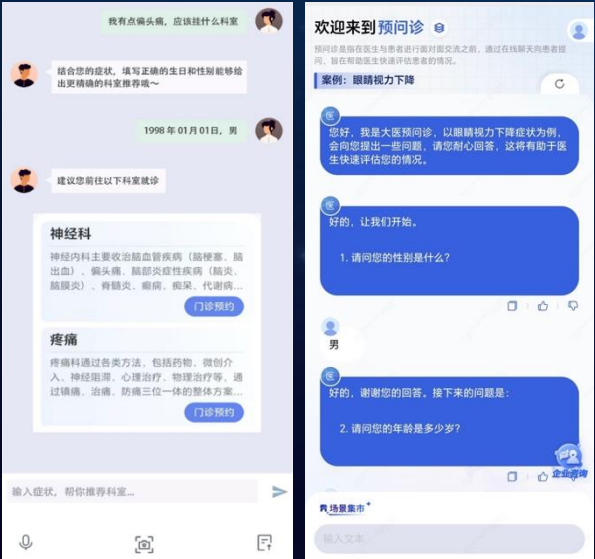 我有点偏头痛，应该挂什么科室
结合您的症状，填写正确的生日和性别能够给
出更精确的科室推荐哦～
1998年01月01日，男
建议您前往以下科室就诊
神经科
神经内科主要收治脑血管疾病（脑梗塞、脑
出血）、偏头痛、脑部炎症性疾病（脑炎、
脑膜炎）、脊髓炎、癫痫、痴呆、代谢病...
门诊预约
疼痛
疼痛科通过各类方法，包括药物、微创介
入、神经阻滞、心理治疗、物理治疗等，通
过镇痛、治痛、防痛三位一体的整体方案...
门诊预约
输入症状，帮你推荐科室...
欢迎来到预问诊
预问诊是指在医生与患者进行面对面交流之前，通过在线聊天向患者提
问，旨在帮助医生快速评估患者的情况。
案例：眼睛视力下降
医
您好，我是大医预问诊，以眼睛视力下降症状为例，
会向您提出一些问题，请您耐心回答，这将有助于医
生快速评估您的情况。
医
好的，让我们开始。
1. 请问您的性别是什么？
男
医
好的，谢谢您的回答。接下来的问题是：
2. 请问您的年龄是多少岁？
企业咨询
场景集市
输入文本